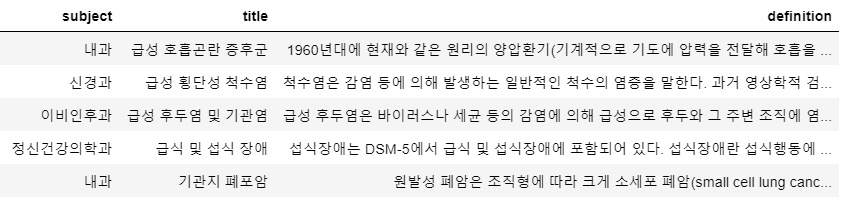 subject title definition
내과 급성 호흡곤란 증후군 1960년대에 현재와 같은 원리의 양압환기(기계적으로 기도에 압력을 전달해 호흡을 ...
신경과 급성 횡단성 척수염 척수염은 감염 등에 의해 발생하는 일반적인 척수의 염증을 말한다. 과거 영상학적 검...
이비인후과 급성 후두염 및 기관염 급성 후두염은 바이러스나 세균 등의 감염에 의해 급성으로 후두와 그 주변 조직에 염...
정신건강의학과 급식 및 섭식 장애 섭식장애는 DSM-5에서 급식 및 섭식장애에 포함되어 있다. 섭식장애란 섭식행동에 ...
내과 기관지 폐포암 원발성 폐암은 조직형에 따라 크게 소세포 폐암(small cell lung canc...